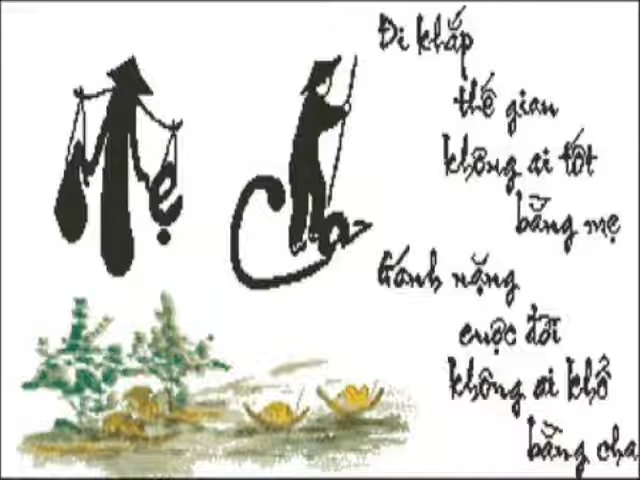 Mẹ Cha
Đi khắp
thế gian
không ai tốt
bằng mẹ
Gánh nặng
cuộc đời
không ai khổ
bằng cha